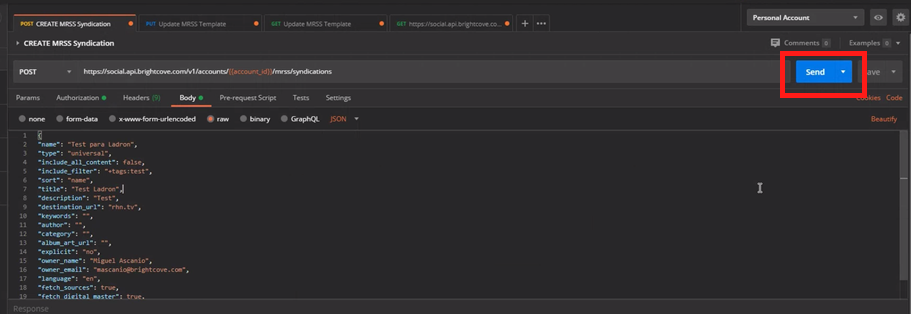 POST CREATE MRSS Syndication PUT Update MRSS Template GET Update MRSS Template GET https://social.api.brightcove.co... + ••• Personal Account
CREATE MRSS Syndication Comments 0 Examples 0
POST https://social.api.brightcove.com/v1/accounts/{{account_id}}/mrss/syndications Send ave
Params Authorization Headers (9) Body Pre-request Script Tests Settings Cookies Code
none form-data x-www-form-urlencoded raw binary GraphQL JSON Beautify
1 {
2 "name": "Test para Ladron",
3 "type": "universal",
4 "include_all_content": false,
5 "include_filter": "+tags:test",
6 "sort": "name",
7 "title": "Test Ladron",
8 "description": "Test",
9 "destination_url": "rhn.tv",
10 "keywords": "",
11 "author": "",
12 "category": "",
13 "album_art_url": "",
14 "explicit": "no",
15 "owner_name": "Miguel Ascanio",
16 "owner_email": "mascanio@brightcove.com",
17 "language": "en",
18 "fetch_sources": true,
19 "fetch_digital_master": true,
Response